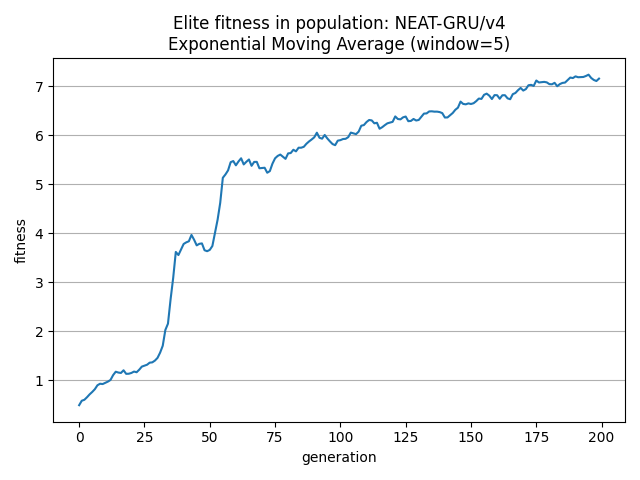 Elite fitness in population: NEAT-GRU/v4
Exponential Moving Average (window=5)
fitness
7
6
5
4
3
2
1
0 25 50 75 100 125 150 175 200
generation